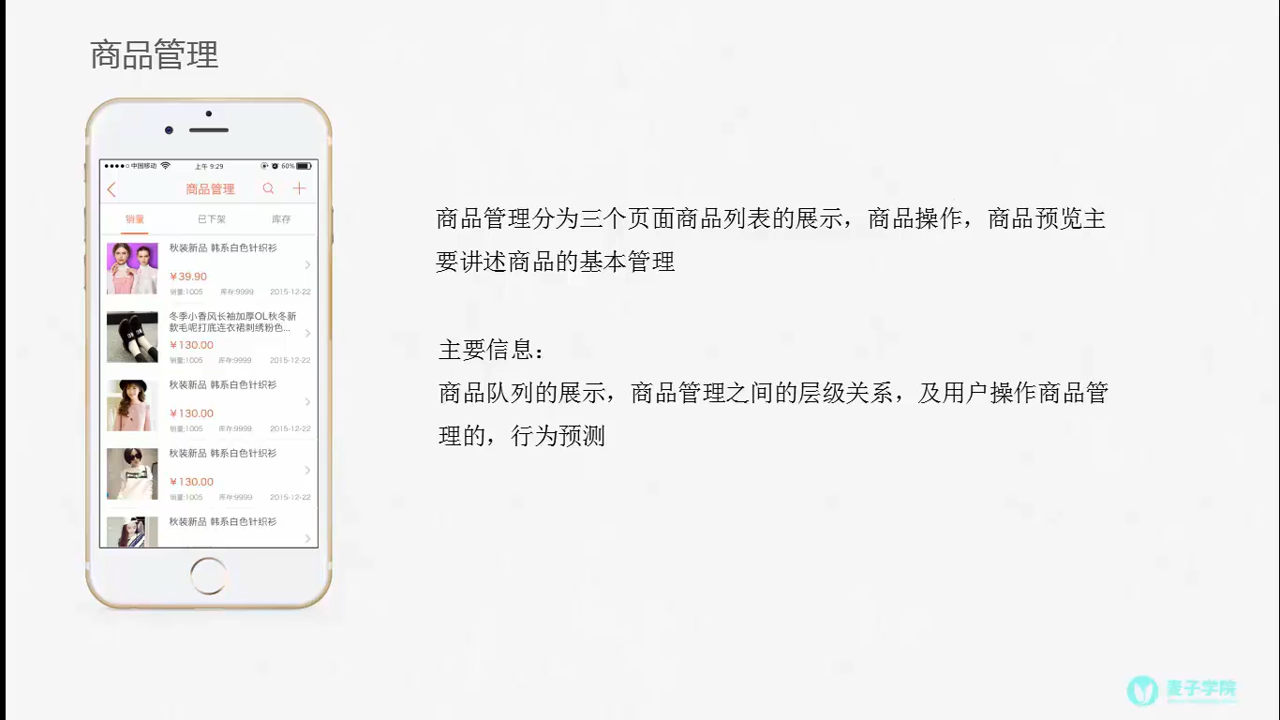 商品管理
中国移动
上午 9:29
60%
商品管理
销量
已下架
库存
秋装新品 韩系白色针织衫
￥39.90
销量:1005 库存:9999 2015-12-22
冬季小香风长袖加厚OL秋冬新
款毛呢打底连衣裙刺绣粉色...
￥130.00
销量:1005 库存:9999 2015-12-22
秋装新品 韩系白色针织衫
￥130.00
销量:1005 库存:9999 2015-12-22
秋装新品 韩系白色针织衫
￥130.00
销量:1005 库存:9999 2015-12-22
秋装新品 韩系白色针织衫
商品管理分为三个页面商品列表的展示，商品操作，商品预览主
要讲述商品的基本管理
主要信息：
商品队列的展示，商品管理之间的层级关系，及用户操作商品管
理的，行为预测
麦子学院